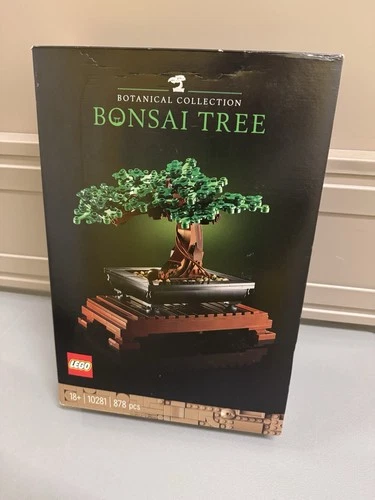 BOTANICAL COLLECTION
BONSAI TREE
LEGO
18+ | 10281 | 878 pcs